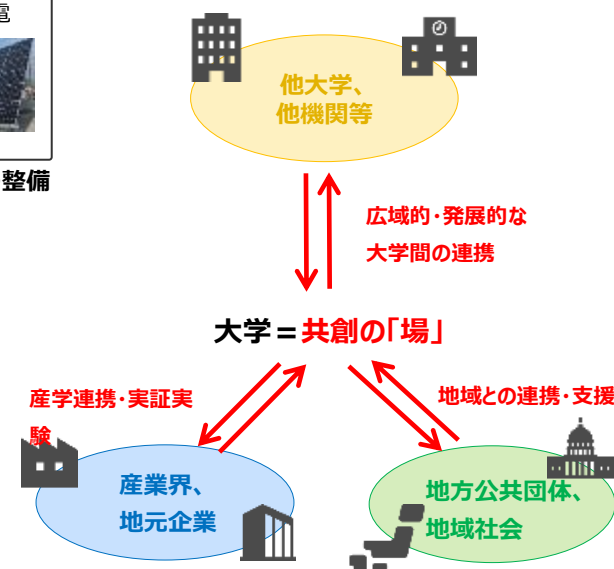 電
整備
他大学、
他機関等
広域的・発展的な
大学間の連携
大学＝共創の「場」
産学連携・実証実
験
地域との連携・支援
産業界、
地元企業
地方公共団体、
地域社会